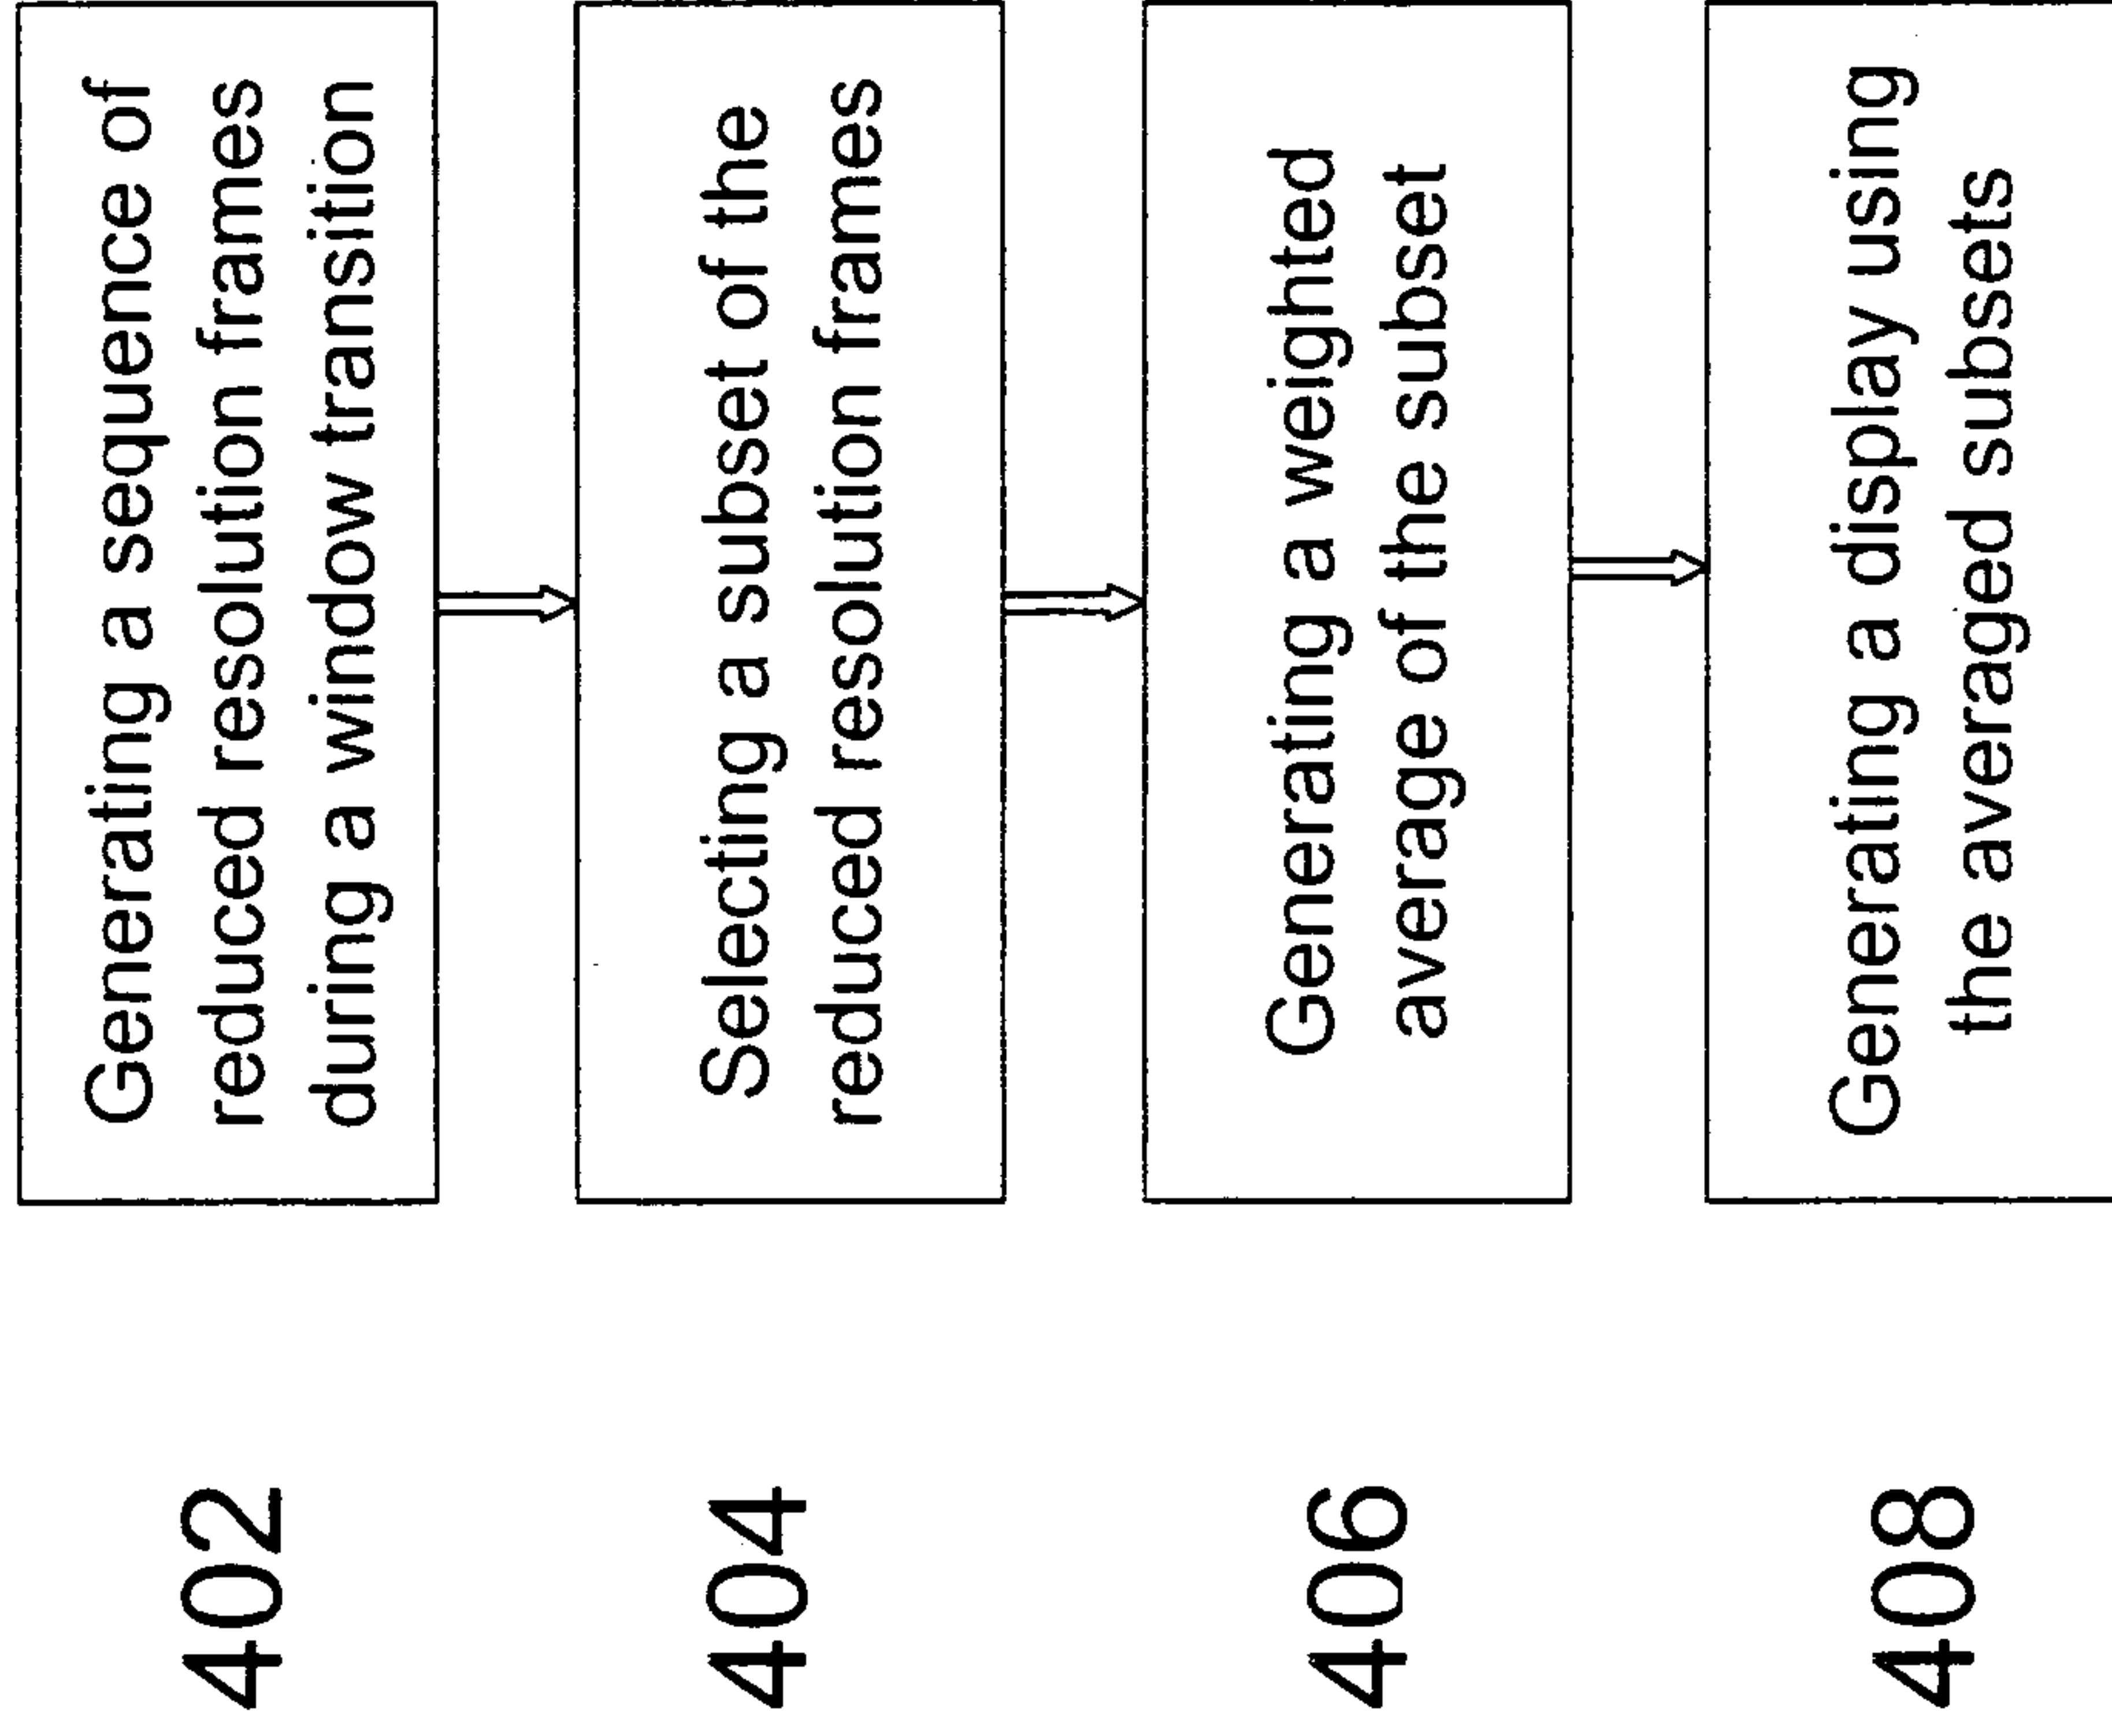 402
Generating a sequence of
reduced resolution frames
during a window transition
404
Selecting a subset of the
reduced resolution frames
406
Generating a weighted
average of the subset
408
Generating a display using
the averaged subsets